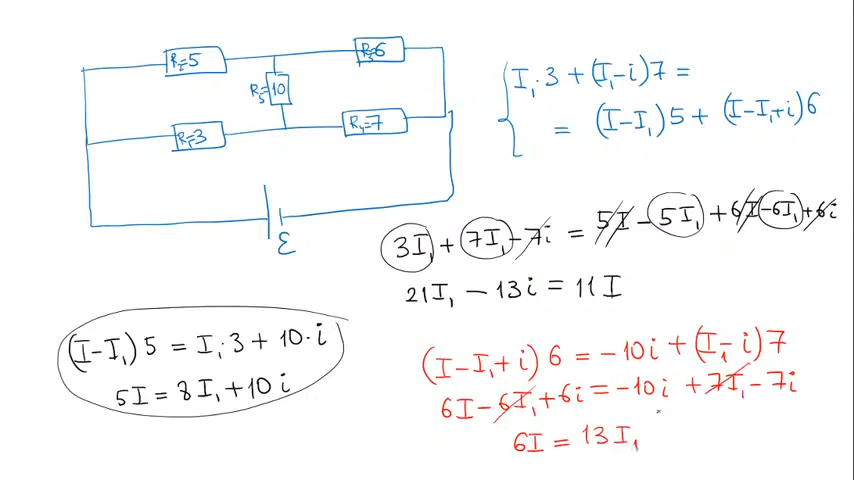 R₂=5
R₃=6
R₅=10
R₁=3
R₄=7
ε
I₁·3+(I₁-i)7=
=(I-I₁)5+(I-I₁+i)6
3I₁+7I₁-7i=5I-5I₁+6I-6I₁+6i
21I₁-13i=11I
(I-I₁)5=I₁3+10·i
5I=8I₁+10i
(I-I₁+i)6=-10i+(I₁-i)7
6I-6I₁+6i=-10i+7I₁-7i
6I=13I₁